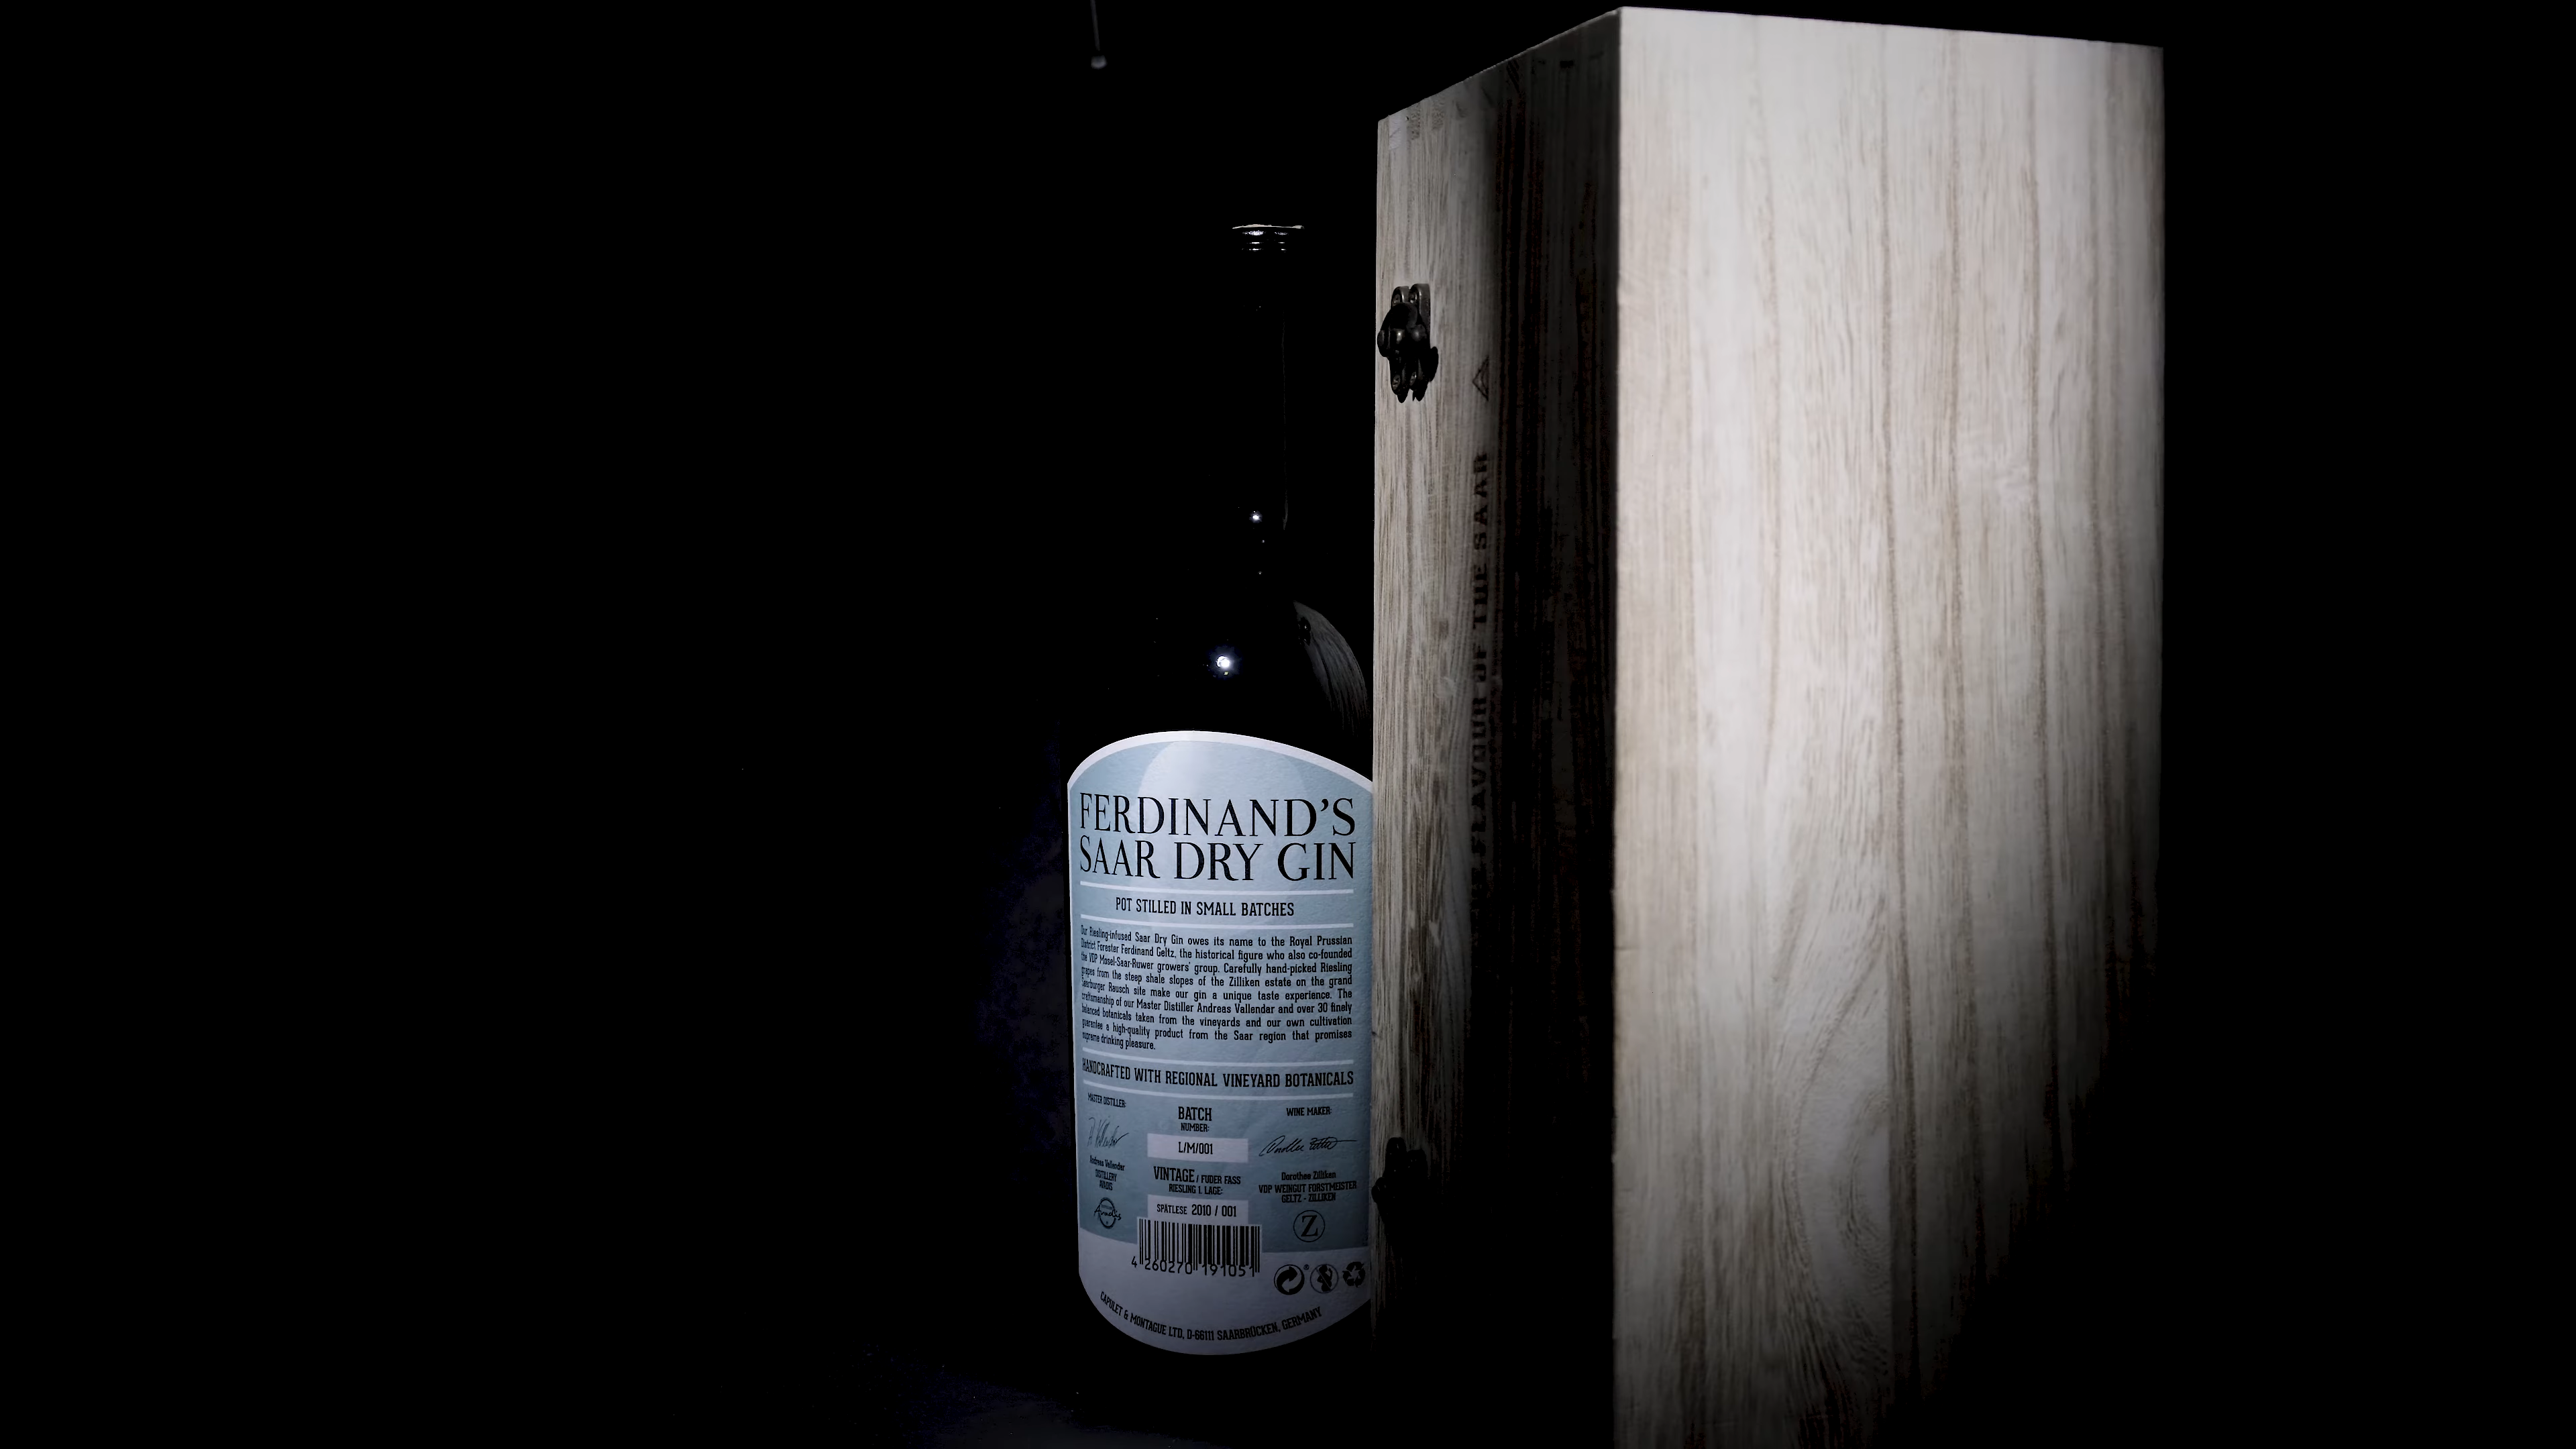 FLAVOUR OF THE SAAR
FERDINAND'S
SAAR DRY GIN
POT STILLED IN SMALL BATCHES
Our Riesling-infused Saar Dry Gin owes its name to the Royal Prussian
District Forester Ferdinand Geltz, the historical figure who also co-founded
the VDP Mosel-Saar-Ruwer growers' group. Carefully hand-picked Riesling
grapes from the steep shale slopes of the Zilliken estate on the grand
Saarburger Rausch site make our gin a unique taste experience. The
craftsmanship of our Master Distiller Andreas Vallendar and over 30 finely
balanced botanicals taken from the vineyards and our own cultivation
guarantee a high-quality product from the Saar region that promises
supreme drinking pleasure.
HANDCRAFTED WITH REGIONAL VINEYARD BOTANICALS
MASTER DISTILLER:
Andreas Vallendar
DISTILLERY
AVADIS
BATCH
NUMBER:
L/M/001
VINTAGE / FUDER FASS
RIESLING 1. LAGE:
SPÄTLESE 2010 / 001
WINE MAKER:
Dorothee Zilliken
VDP WEINGUT FORSTMEISTER
GELTZ - ZILLIKEN
Z
4 260270 191051
CAPULET & MONTAGUE LTD, D-66111 SAARBRÜCKEN, GERMANY